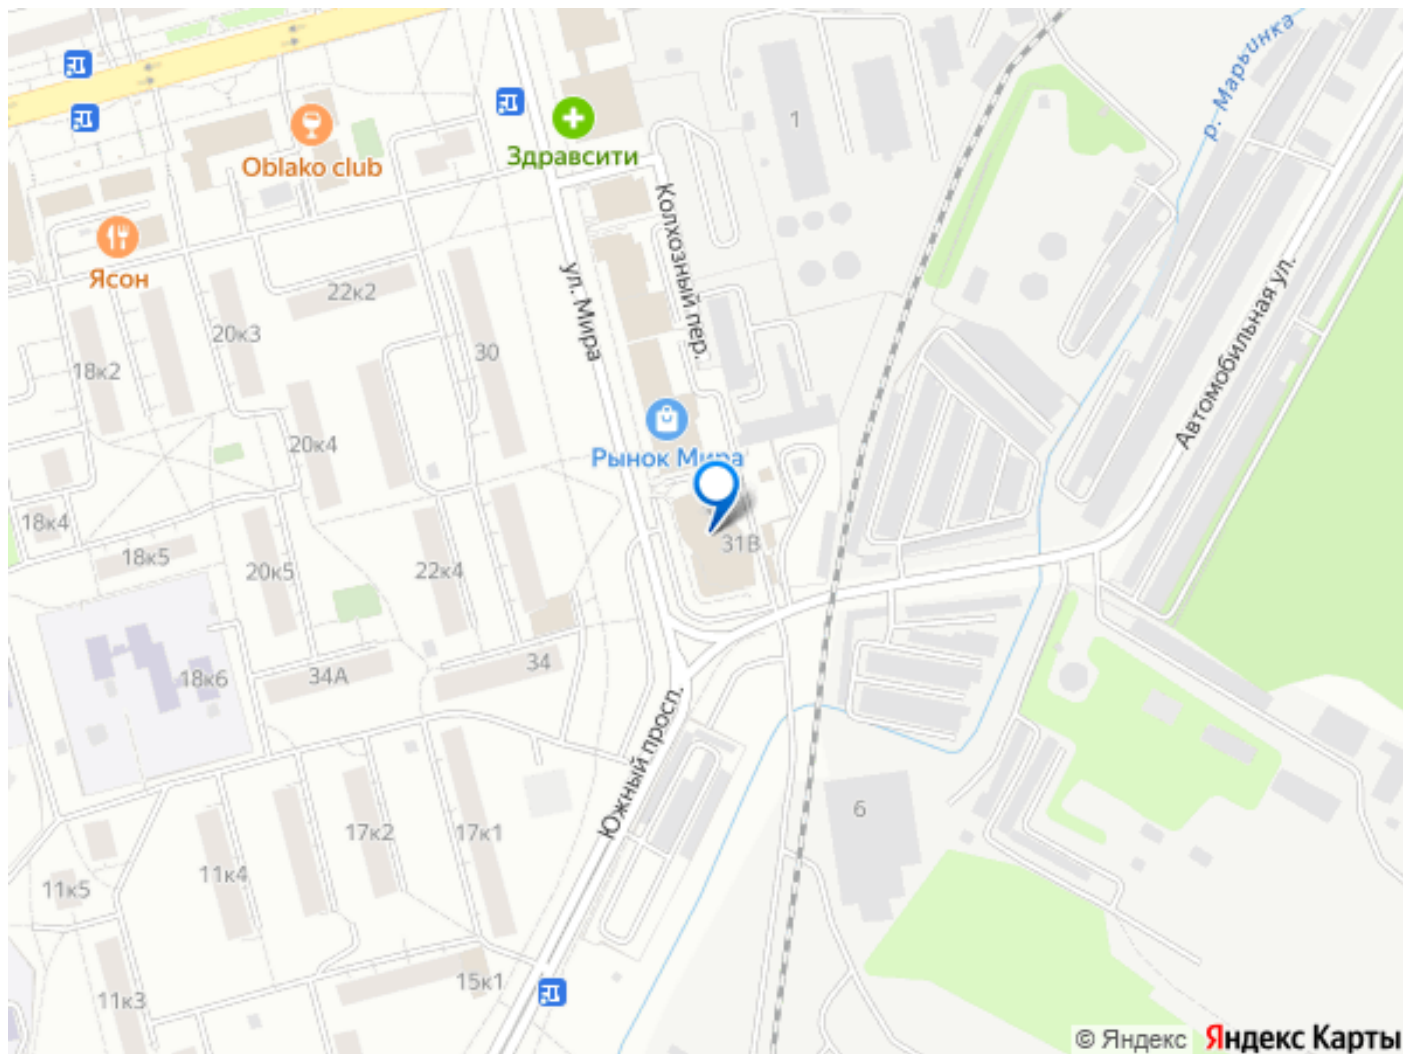 р. Марьинка
1
Oblako club
Здравсити
Колхозный пер.
Ясон
ул. Мира
22к2
20к3
30
18к2
Автомобильная ул.
20к4
Рынок Мира
18к4
31В
18к5
20к5
22к4
34
18к6
34А
Южный просп.
6
17к2
17к1
11к4
11к5
15к1
11к3
© Яндекс
Яндекс Карты